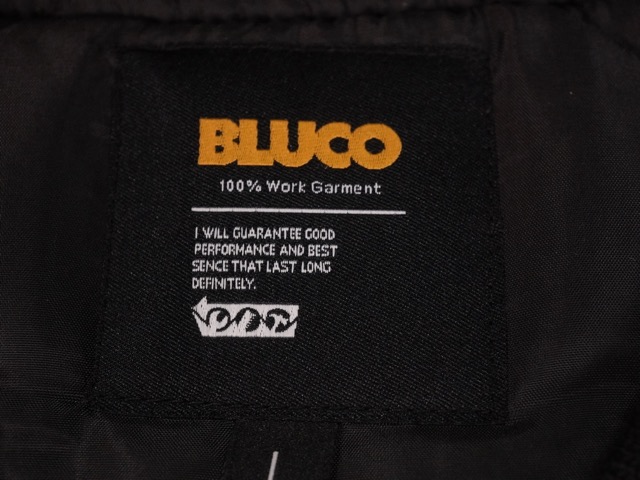 BLUCO
100% Work Garment
I WILL GUARANTEE GOOD
PERFORMANCE AND BEST
SENCE THAT LAST LONG
DEFINITELY.